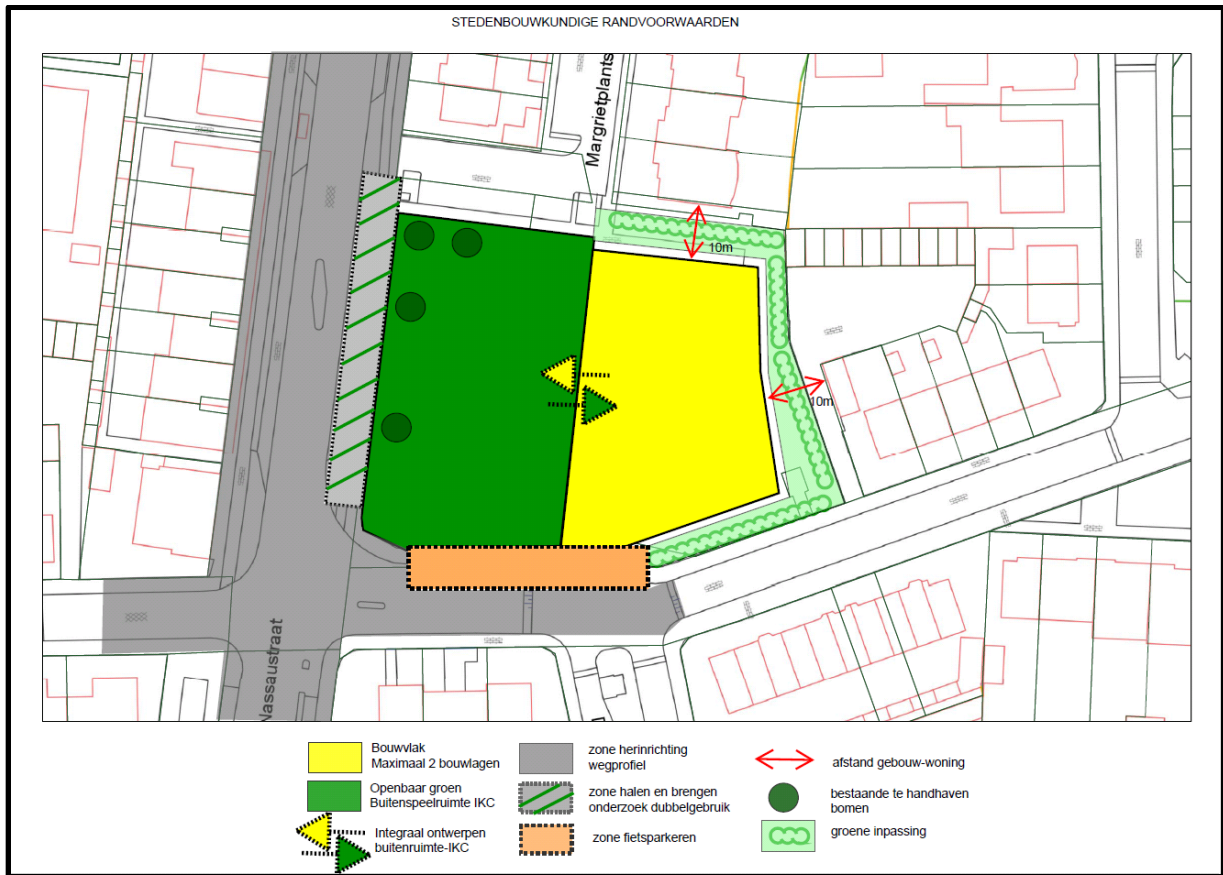 STEDENBOUWKUNDIGE RANDVOORWAARDEN
Margrietplants
10m
10m
Nassaustraat
Bouwvlak
Maximaal 2 bouwlagen
Openbaar groen
Buitenspeelruimte IKC
Integraal ontwerpen
buitenruimte-IKC
zone herinrichting
wegprofiel
zone halen en brengen
onderzoek dubbelgebruik
zone fietsparkeren
afstand gebouw-woning
bestaande te handhaven
bomen
groene inpassing